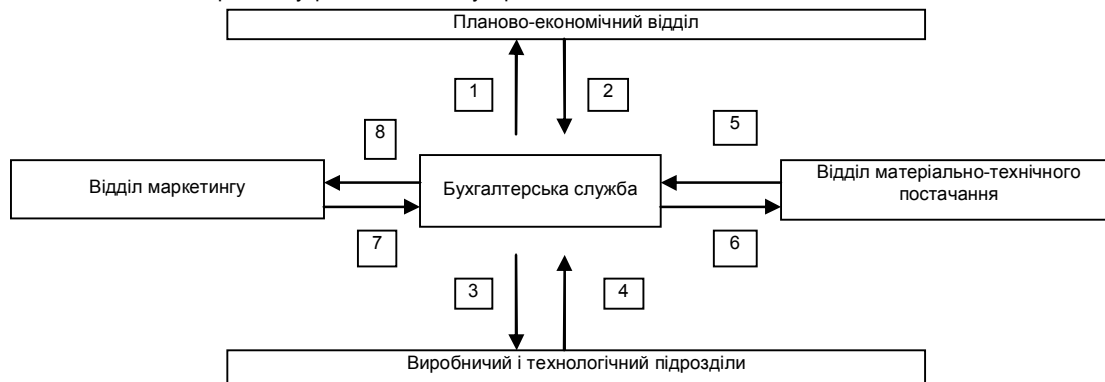 Планово-економічний відділ
1
2
8
5
Відділ маркетингу
Бухгалтерська служба
Відділ матеріально-технічного
постачання
7
6
3
4
Виробничий і технологічний підрозділи